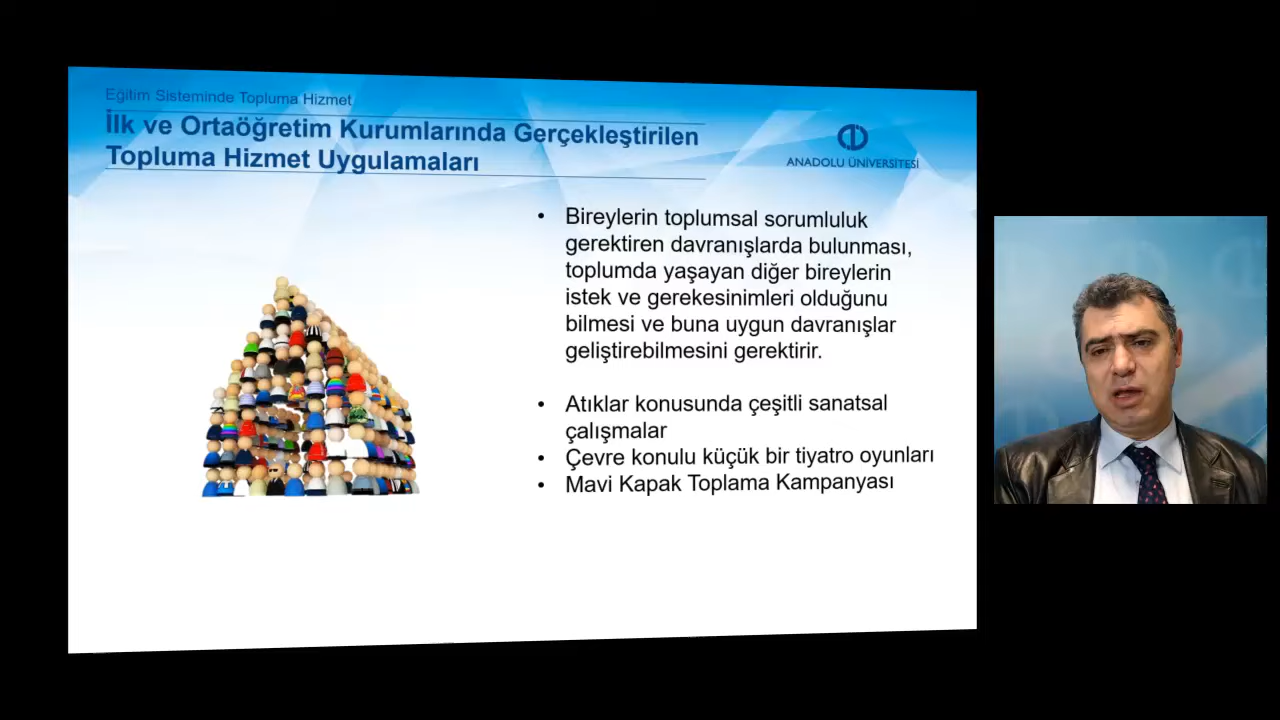 Eğitim Sisteminde Topluma Hizmet
İlk ve Ortaöğretim Kurumlarında Gerçekleştirilen
Topluma Hizmet Uygulamaları
ANADOLU ÜNİVERSİTESİ
• Bireylerin toplumsal sorumluluk
gerektiren davranışlarda bulunması,
toplumda yaşayan diğer bireylerin
istek ve gerekesinimleri olduğunu
bilmesi ve buna uygun davranışlar
geliştirebilmesini gerektirir.
• Atıklar konusunda çeşitli sanatsal
çalışmalar
• Çevre konulu küçük bir tiyatro oyunları
• Mavi Kapak Toplama Kampanyası